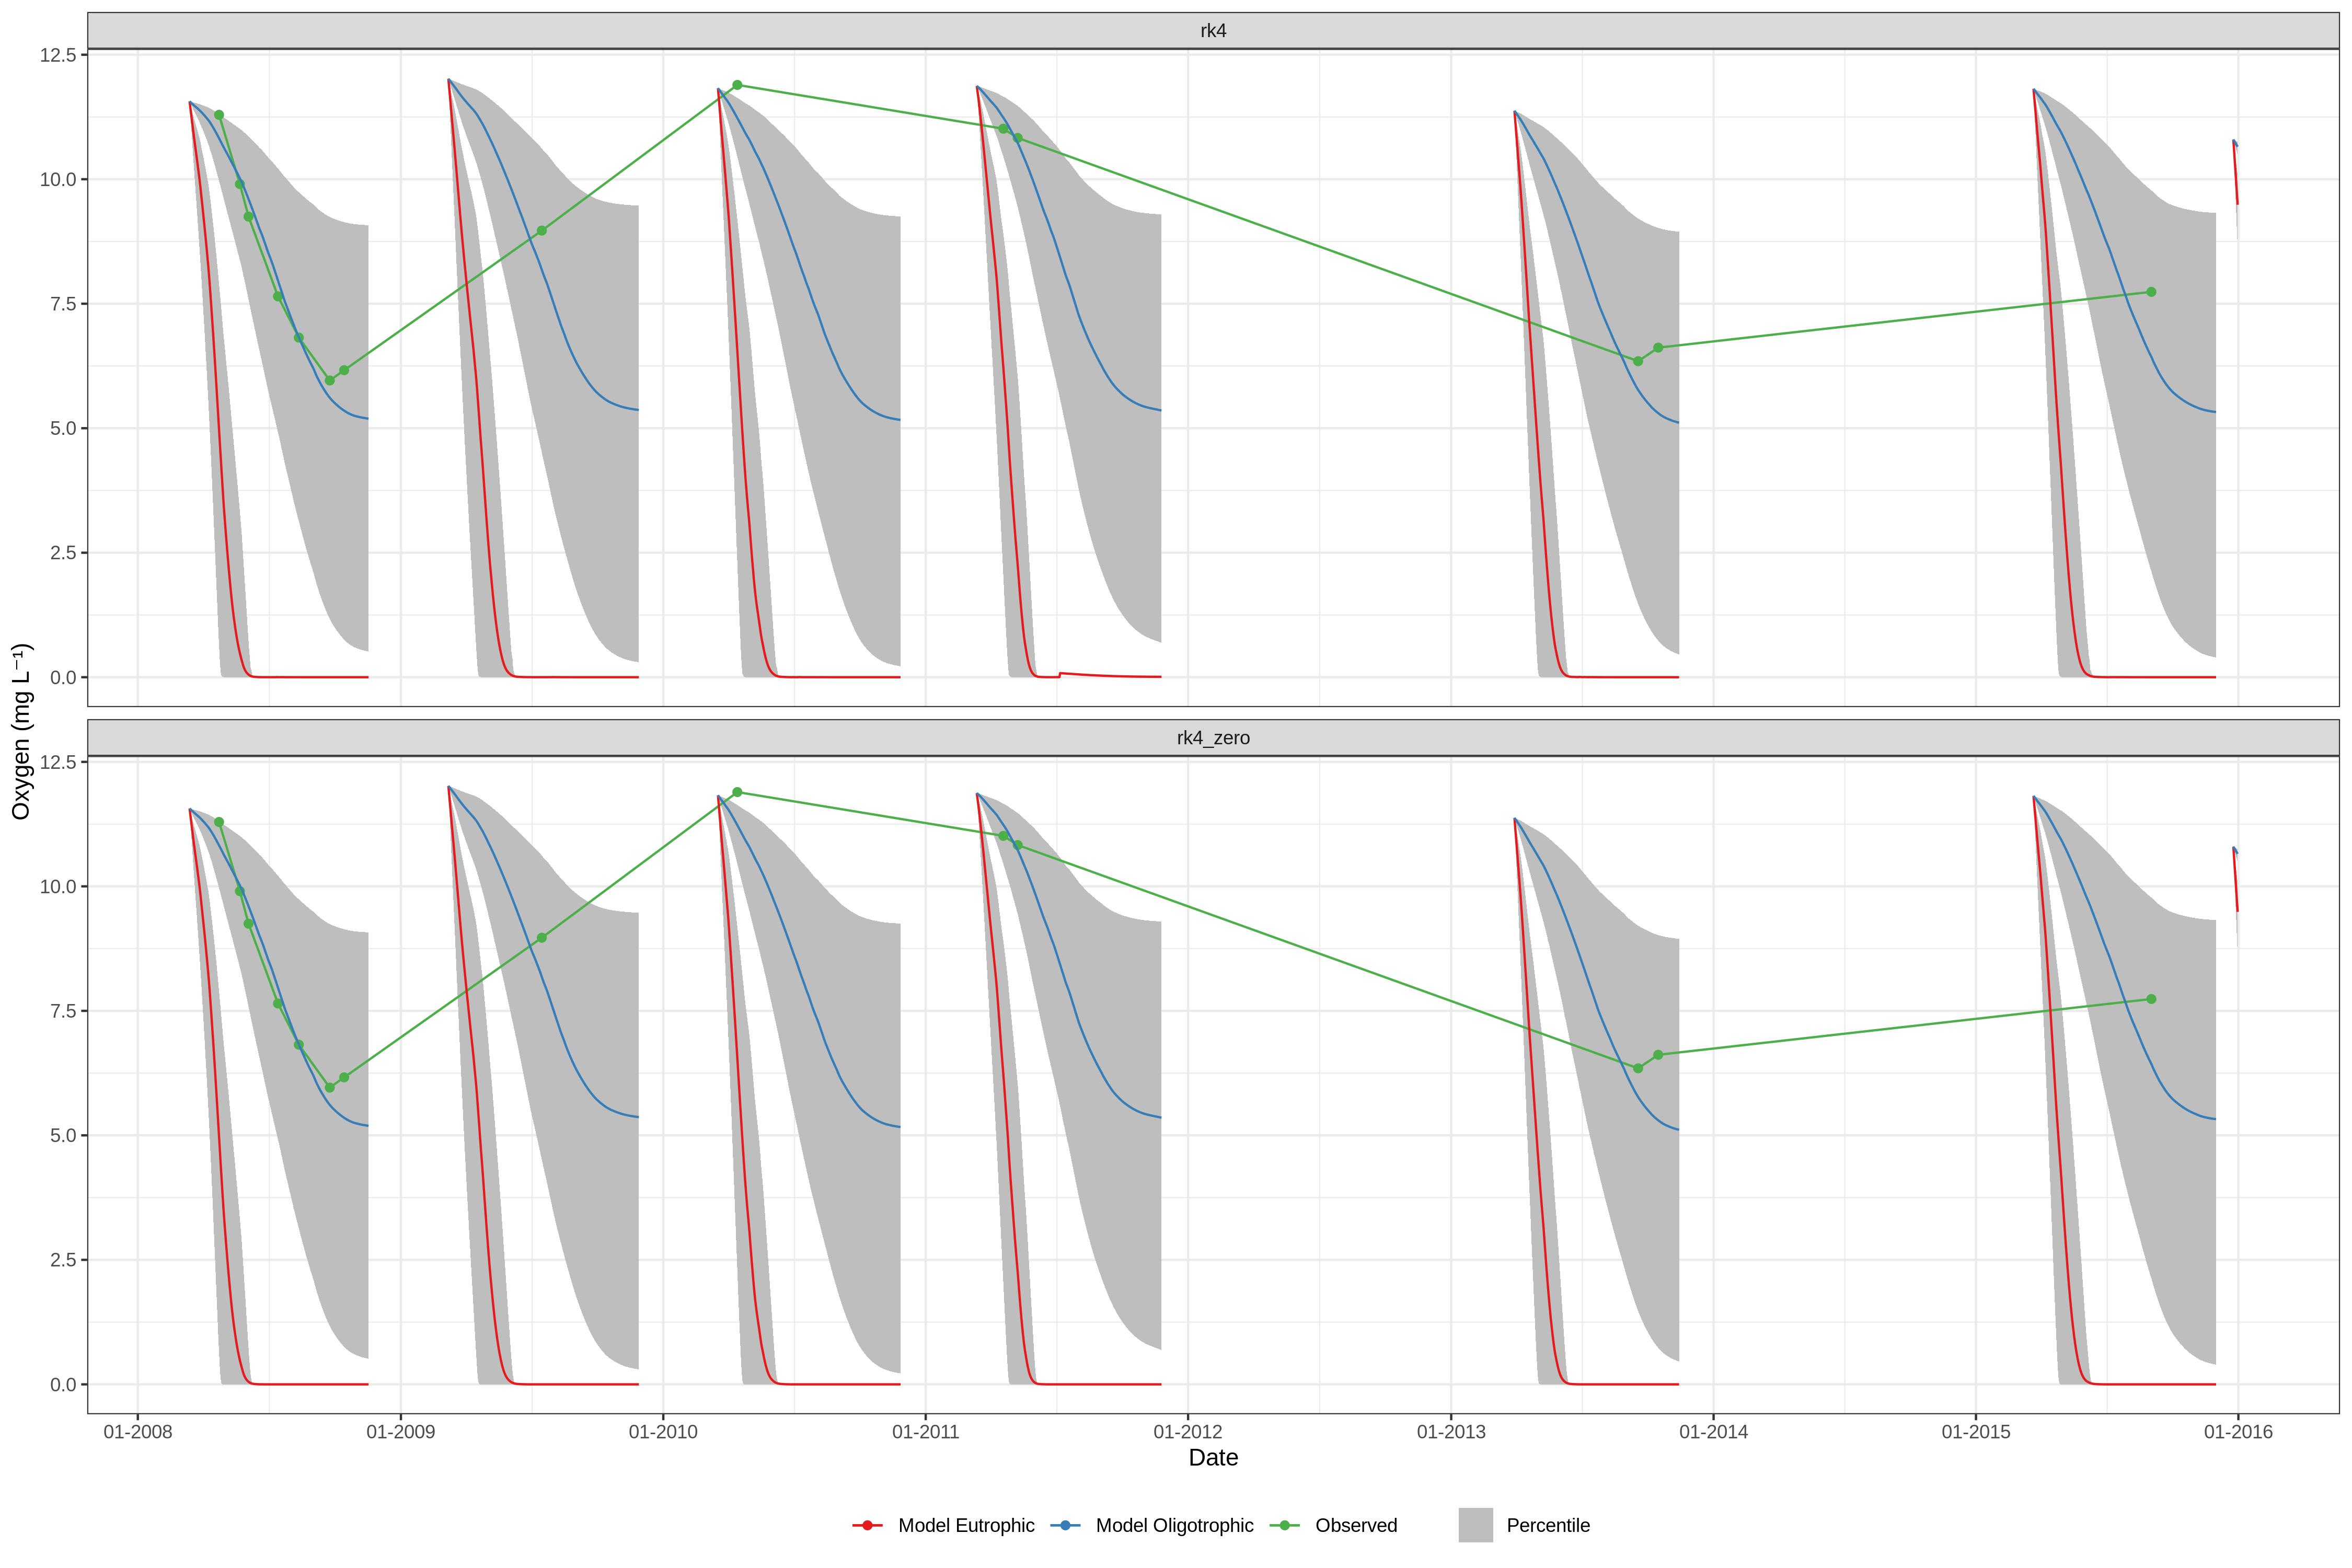 rk4
12.5
10.0
7.5
5.0
2.5
0.0
Oxygen (mg L⁻¹)
rk4_zero
12.5
10.0
7.5
5.0
2.5
0.0
01-2008 01-2009 01-2010 01-2011 01-2012 01-2013 01-2014 01-2015 01-2016
Date
Model Eutrophic Model Oligotrophic Observed Percentile